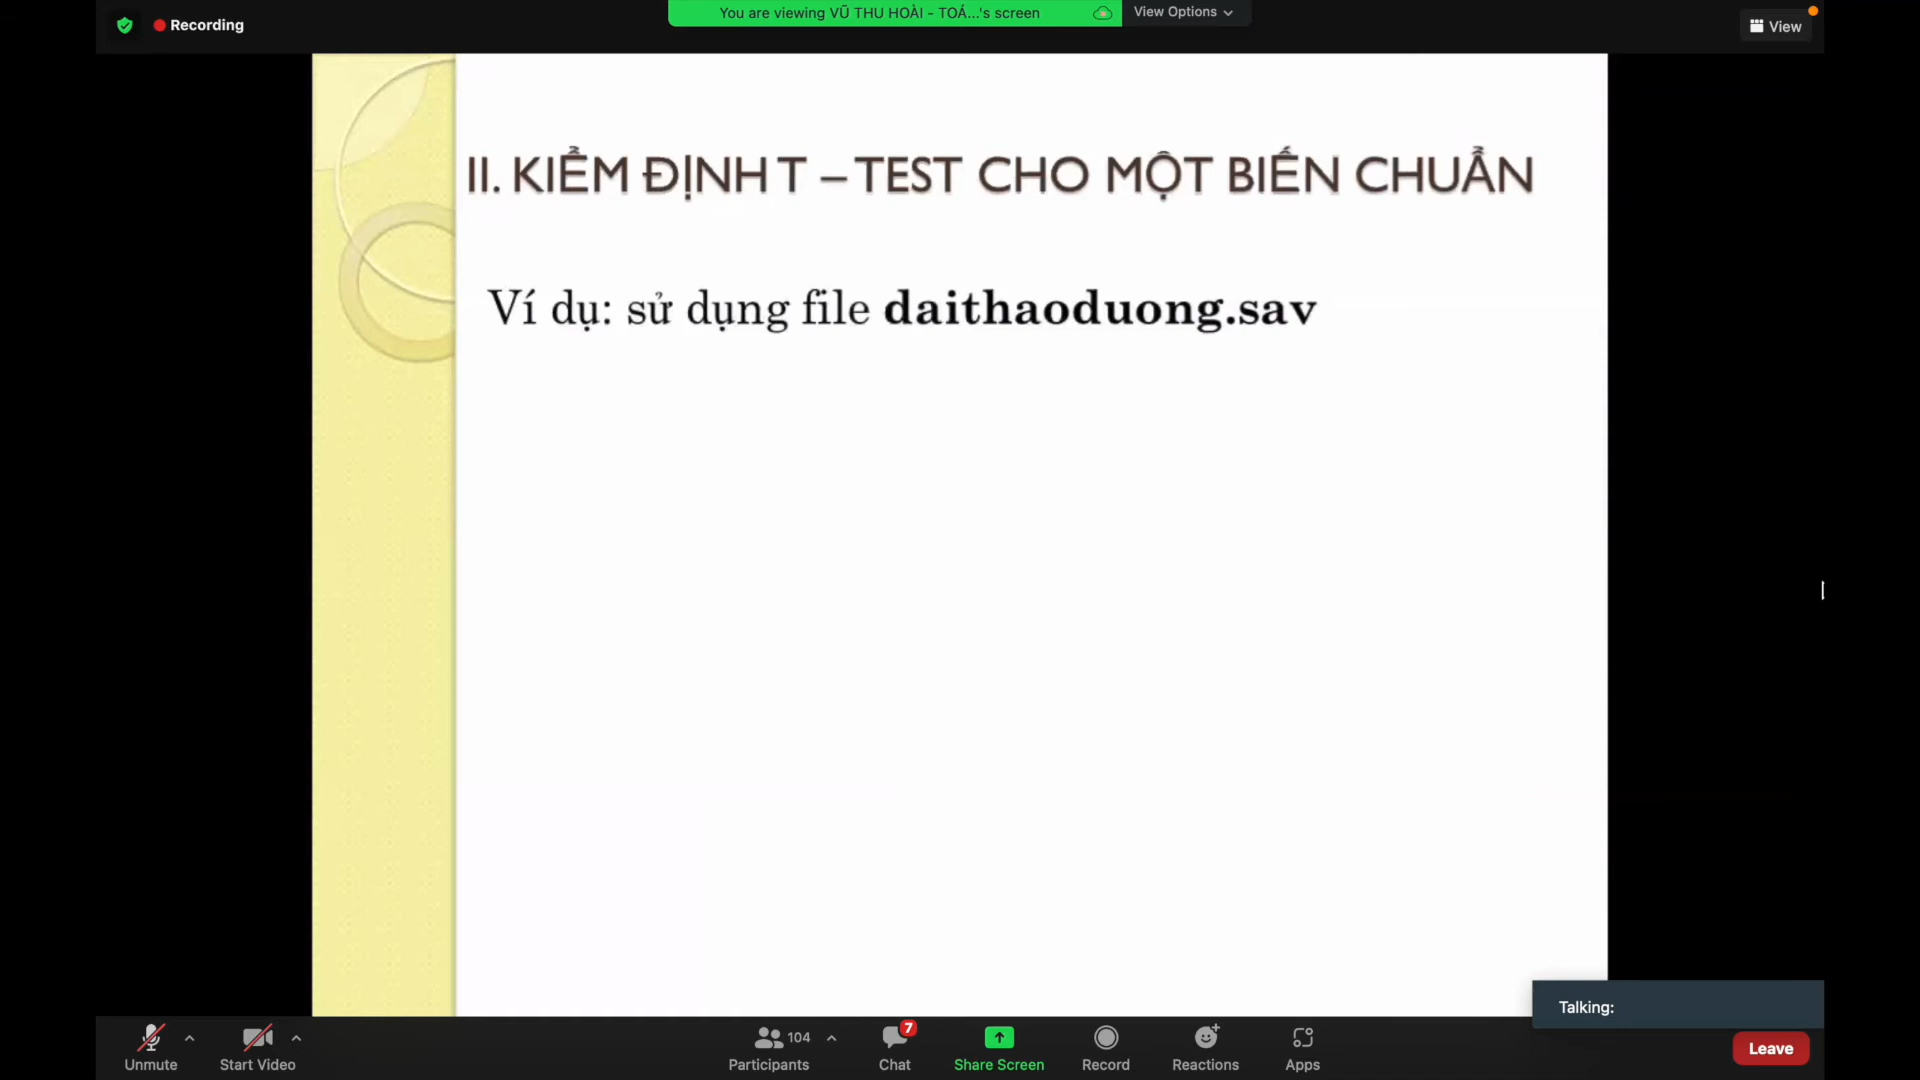 You are viewing VŨ THU HOÀI - TOÁ...'s screen
View Options
Recording
View
II. KIỂM ĐỊNH T – TEST CHO MỘT BIẾN CHUẨN
Ví dụ: sử dụng file daithaoduong.sav
Talking:
Unmute
Start Video
104
Participants
7
Chat
Share Screen
Record
Reactions
Apps
Leave